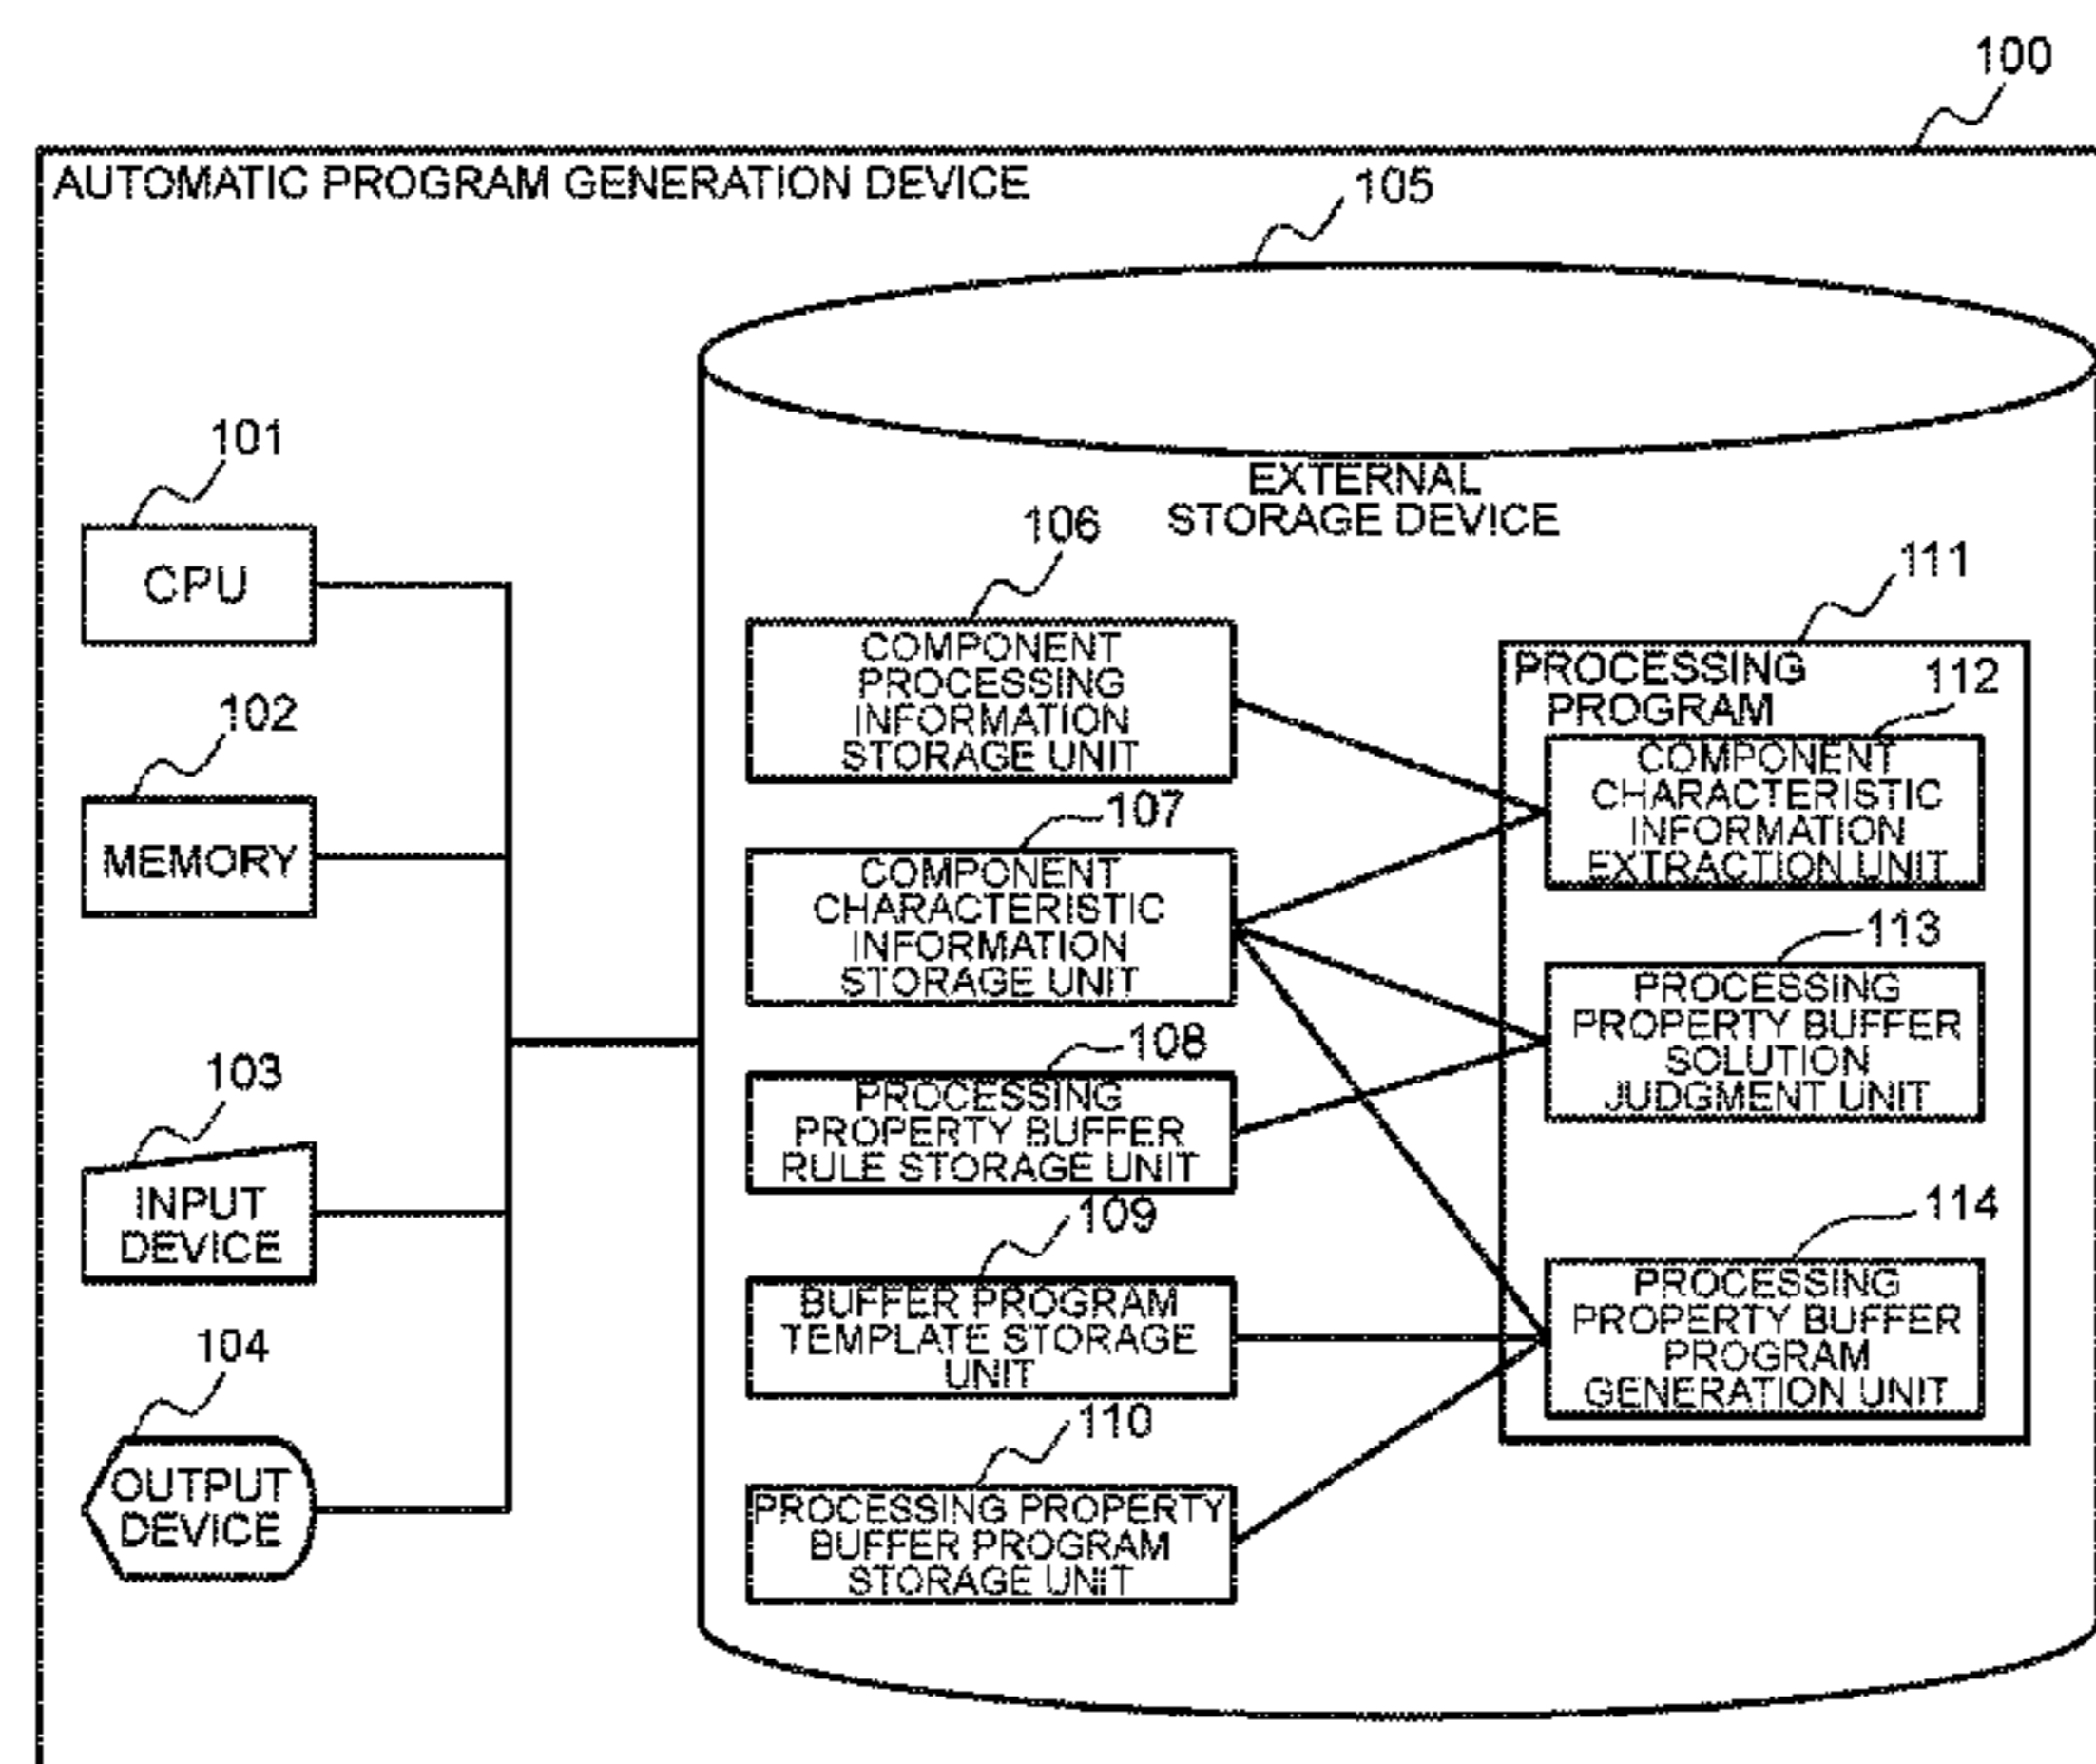 100
AUTOMATIC PROGRAM GENERATION DEVICE
105
EXTERNAL
STORAGE DEVICE
101
CPU
102
MEMORY
103
INPUT
DEVICE
104
OUTPUT
DEVICE
106
COMPONENT
PROCESSING
INFORMATION
STORAGE UNIT
107
COMPONENT
CHARACTERISTIC
INFORMATION
STORAGE UNIT
108
PROCESSING
PROPERTY BUFFER
RULE STORAGE UNIT
109
BUFFER PROGRAM
TEMPLATE STORAGE
UNIT
110
PROCESSING PROPERTY
BUFFER PROGRAM
STORAGE UNIT
111
PROCESSING
PROGRAM
112
COMPONENT
CHARACTERISTIC
INFORMATION
EXTRACTION UNIT
113
PROCESSING
PROPERTY BUFFER
SOLUTION
JUDGMENT UNIT
114
PROCESSING
PROPERTY BUFFER
PROGRAM
GENERATION UNIT